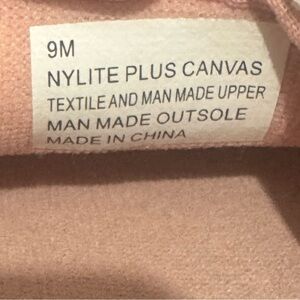 9M
NYLITE PLUS CANVAS
TEXTILE AND MAN MADE UPPER
MAN MADE OUTSOLE
MADE IN CHINA